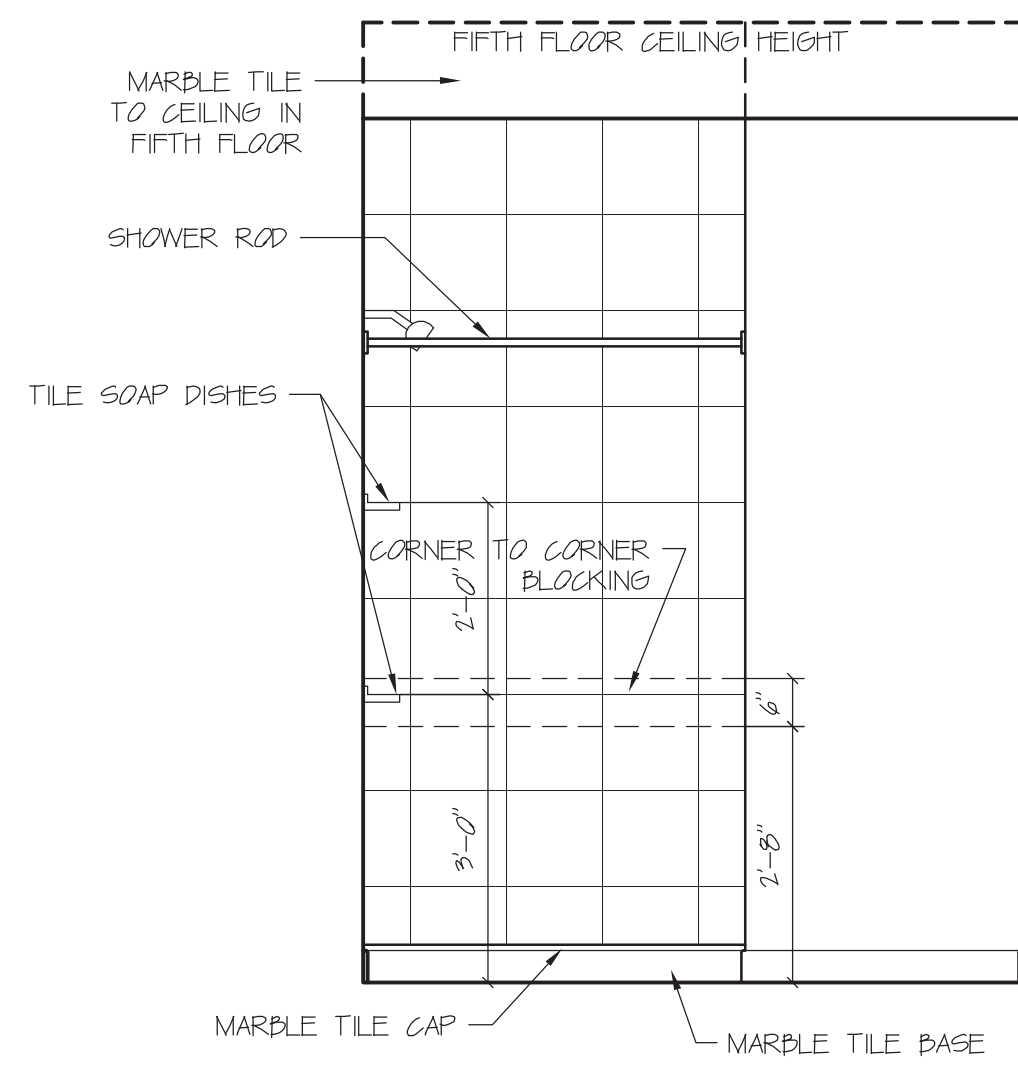 FIFTH FLOOR CEILING HEIGHT
MARBLE TILE
TO CEILING IN
FIFTH FLOOR
SHOWER ROD
TILE SOAP DISHES
CORNER TO CORNER
BLOCKING
2'-0"
6"
3'-0"
2'-8"
MARBLE TILE CAP
MARBLE TILE BASE